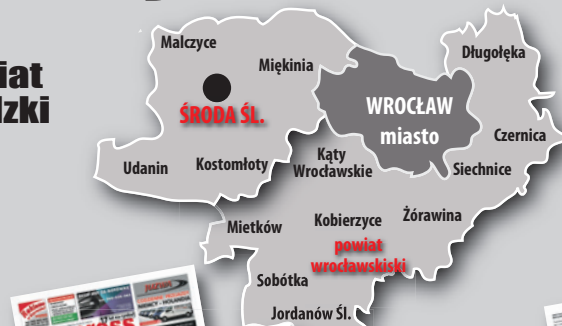 iat
dzki
Malczyce
Miękinia
ŚRODA ŚL.
Udanin
Kostomłoty
Kąty
Wrocławskie
WROCŁAW
miasto
Długołęka
Czernica
Siechnice
Mietków
Kobierzyce
Żórawina
powiat
wrocławskiski
Sobótka
Jordanów Śl.